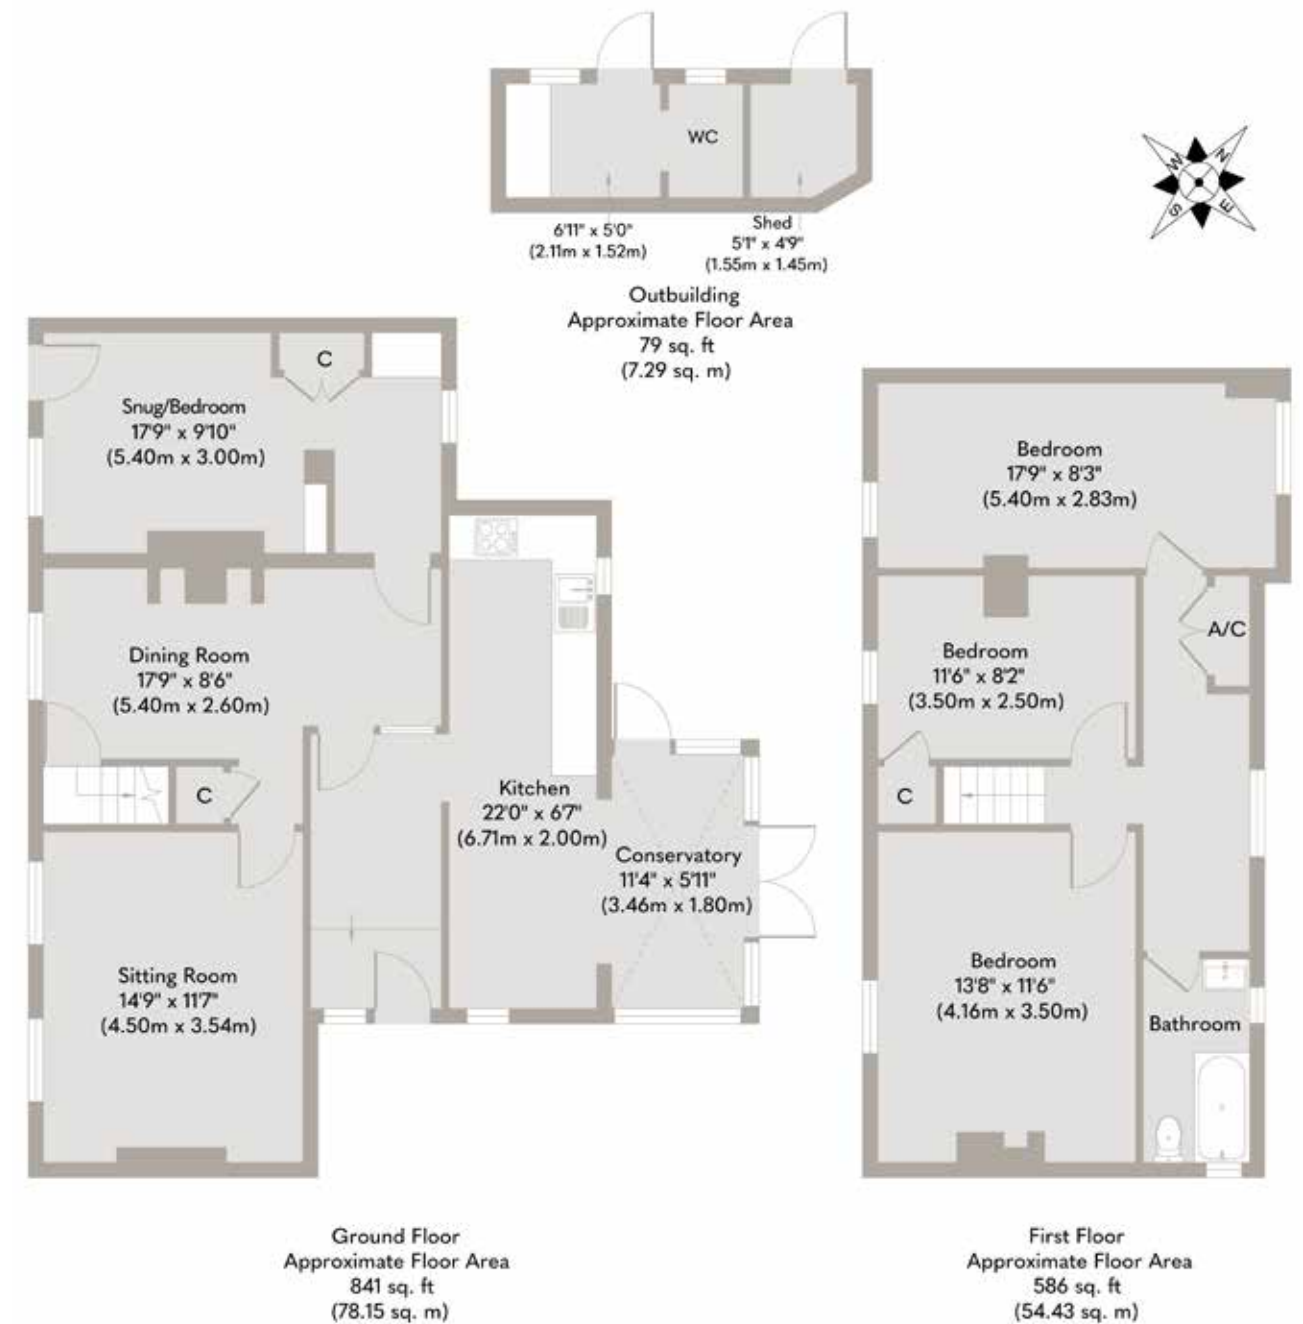 WC
6'11" x 5'0"
(2.11m x 1.52m)
Shed
5'1" x 4'9"
(1.55m x 1.45m)
Outbuilding
Approximate Floor Area
79 sq. ft
(7.29 sq. m)
W
N
S
E
C
Snug/Bedroom
17'9" x 9'10"
(5.40m x 3.00m)
Dining Room
17'9" x 8'6"
(5.40m x 2.60m)
C
Kitchen
22'0" x 6'7"
(6.71m x 2.00m)
Conservatory
11'4" x 5'11"
(3.46m x 1.80m)
Sitting Room
14'9" x 11'7"
(4.50m x 3.54m)
Ground Floor
Approximate Floor Area
841 sq. ft
(78.15 sq. m)
Bedroom
17'9" x 8'3"
(5.40m x 2.83m)
A/C
Bedroom
11'6" x 8'2"
(3.50m x 2.50m)
C
Bedroom
13'8" x 11'6"
(4.16m x 3.50m)
Bathroom
First Floor
Approximate Floor Area
586 sq. ft
(54.43 sq. m)